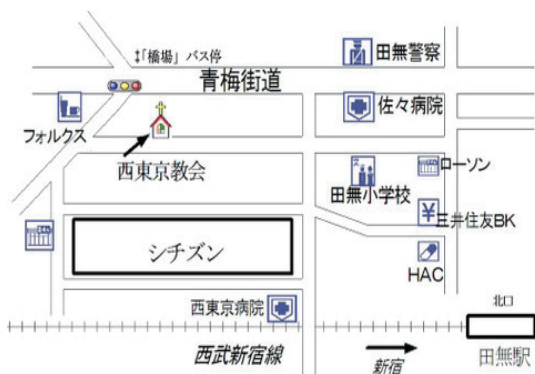 ⇕「橋場」バス停
田無警察
青梅街道
佐々病院
フォルクス
西東京教会
ローソン
田無小学校
¥
三井住友BK
シチズン
HAC
西東京病院
北口
西武新宿線
新宿
田無駅